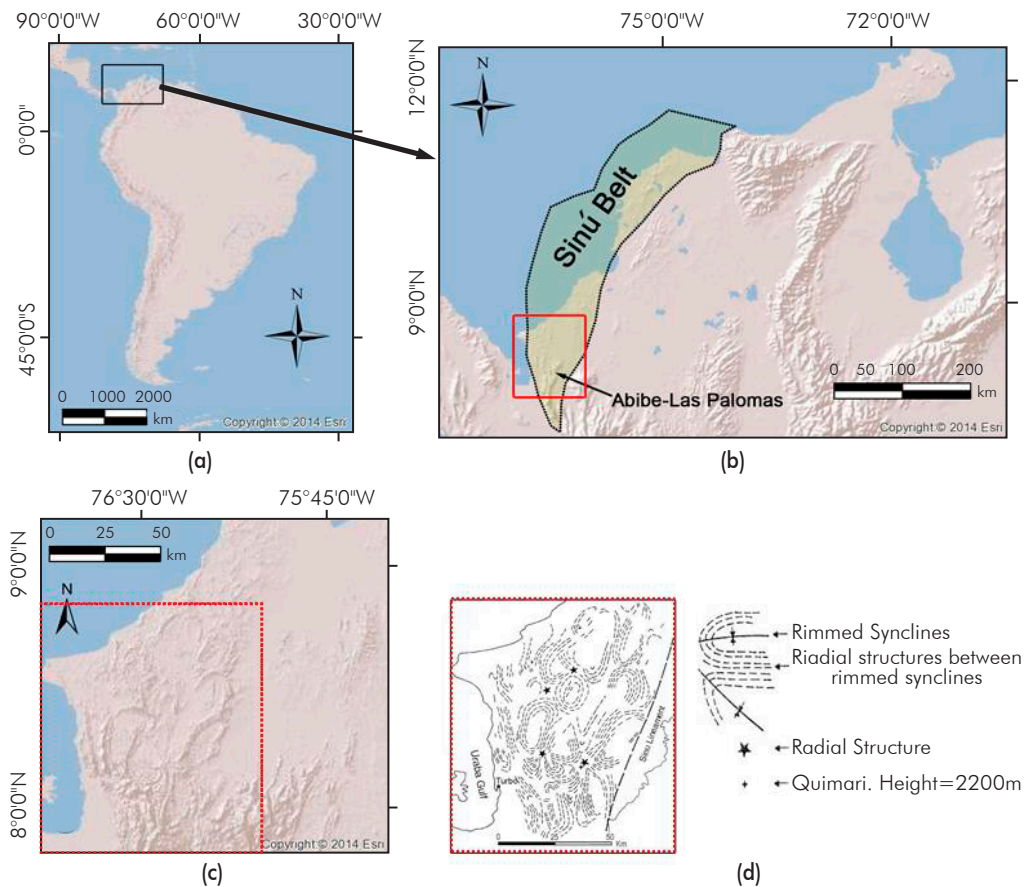 90°0'0"W 60°0'0"W 30°0'0"W
0°0'0"
45°0'0"S
N
0 1000 2000
km
Copyright © 2014 Esri
(a)
75°0'0"W 72°0'0"W
12°0'0"N
9°0'0"N
N
Sinú Belt
Abibe-Las Palomas
0 50 100 200
km
Copyright © 2014 Esri
(b)
76°30'0"W 75°45'0"W
0 25 50
km
9°0'0"N
8°0'0"N
N
Copyright © 2014 Esri
(c)
Uraba Gulf
Turbo
Sinu Lineament
0 25 50
Km
Rimmed Synclines
Riadial structures between
rimmed synclines
Radial Structure
Quimari. Height=2200m
(d)